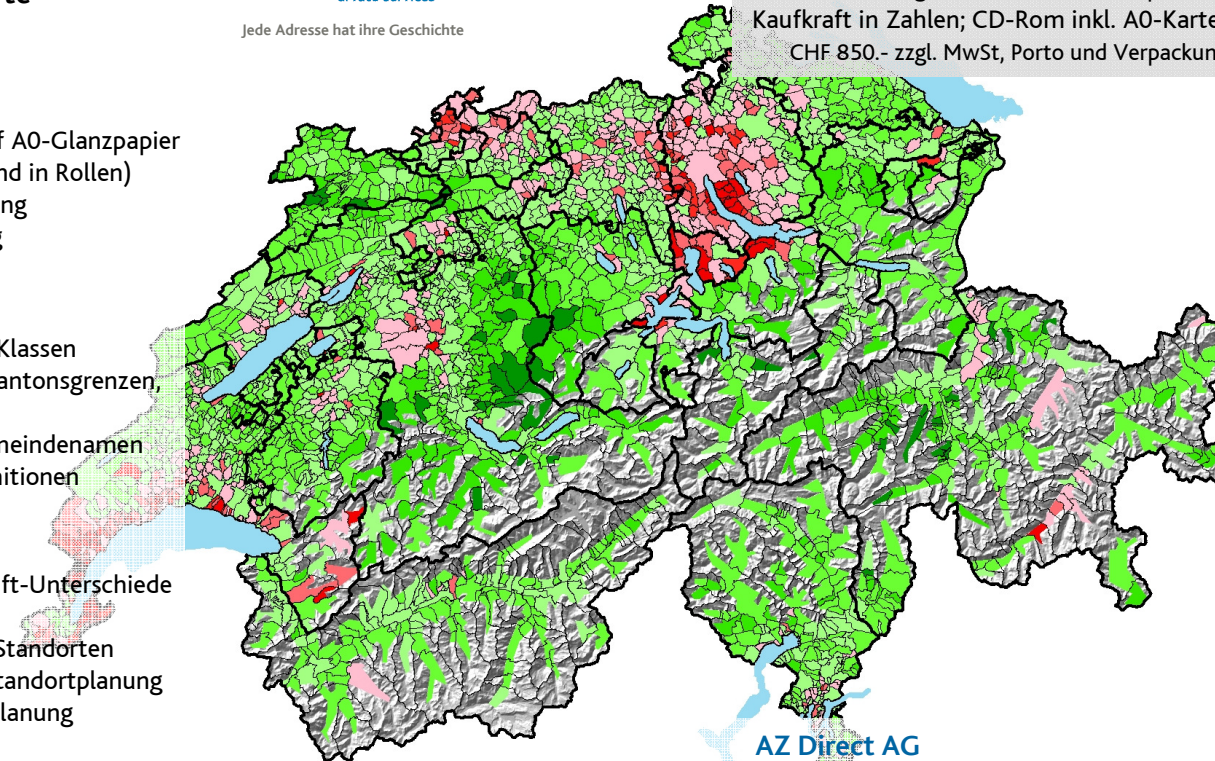 Jede Adresse hat ihre Geschichte
Kaufkraft in Zahlen; CD-Rom inkl. A0-Karte
CHF 850.- zzgl. MwSt, Porto und Verpackun
f A0-Glanzpapier
nd in Rollen)
ng
g
Klassen
antonsgrenzen,
meindenamen
nitionen
ft-Unterschiede
Standorten
tandortplanung
lanung
AZ Direct AG